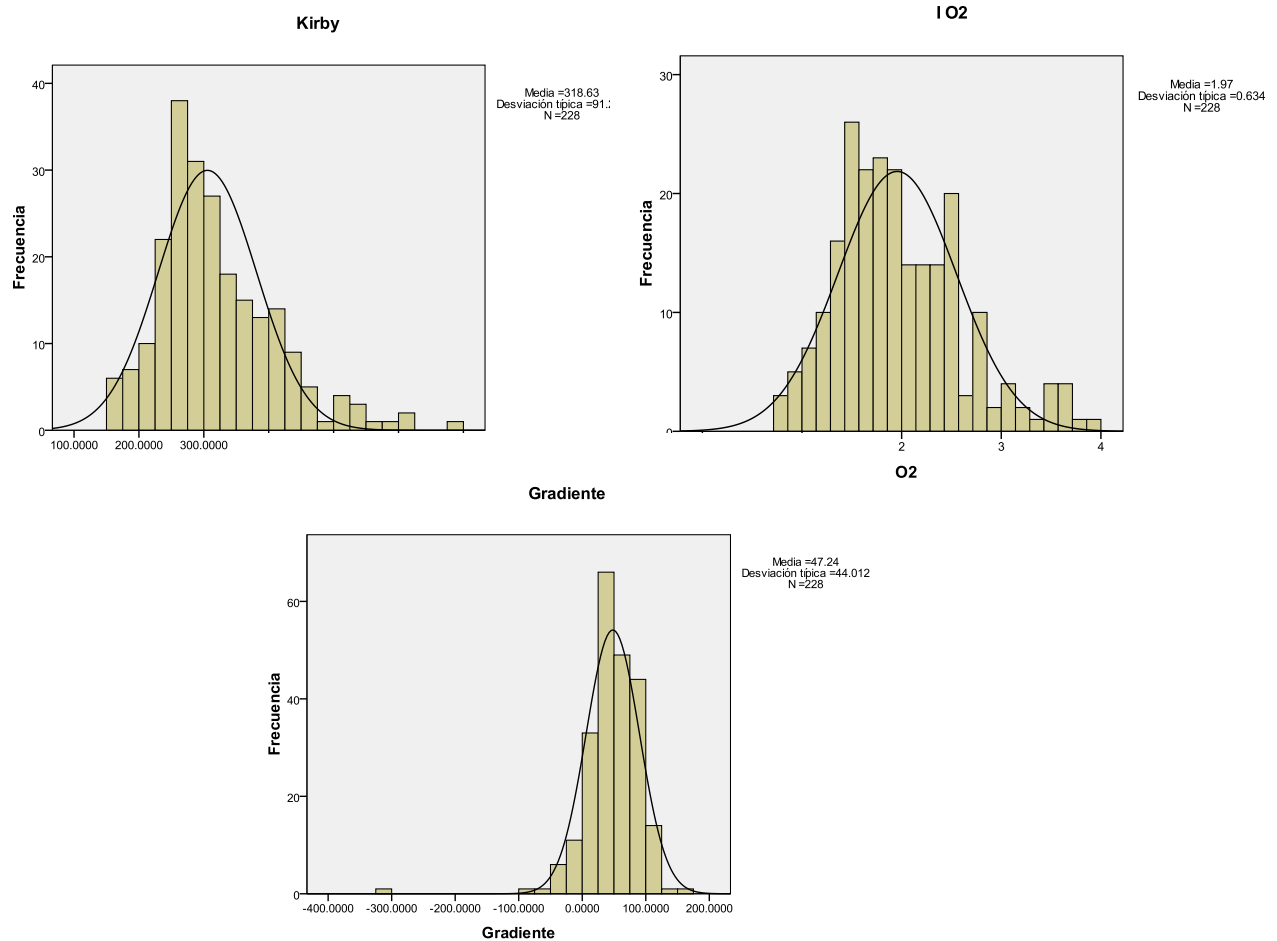 Kirby
Media =318.63
Desviación típica =91.
N =228
Frecuencia
40
30
20
10
0
100.0000 200.0000 300.0000
I O2
Media =1.97
Desviación típica =0.634
N =228
Frecuencia
30
20
10
0
2 3 4
O2
Gradiente
Media =47.24
Desviación típica =44.012
N =228
Frecuencia
60
40
20
0
-400.0000 -300.0000 -200.0000 -100.0000 0.0000 100.0000 200.0000
Gradiente